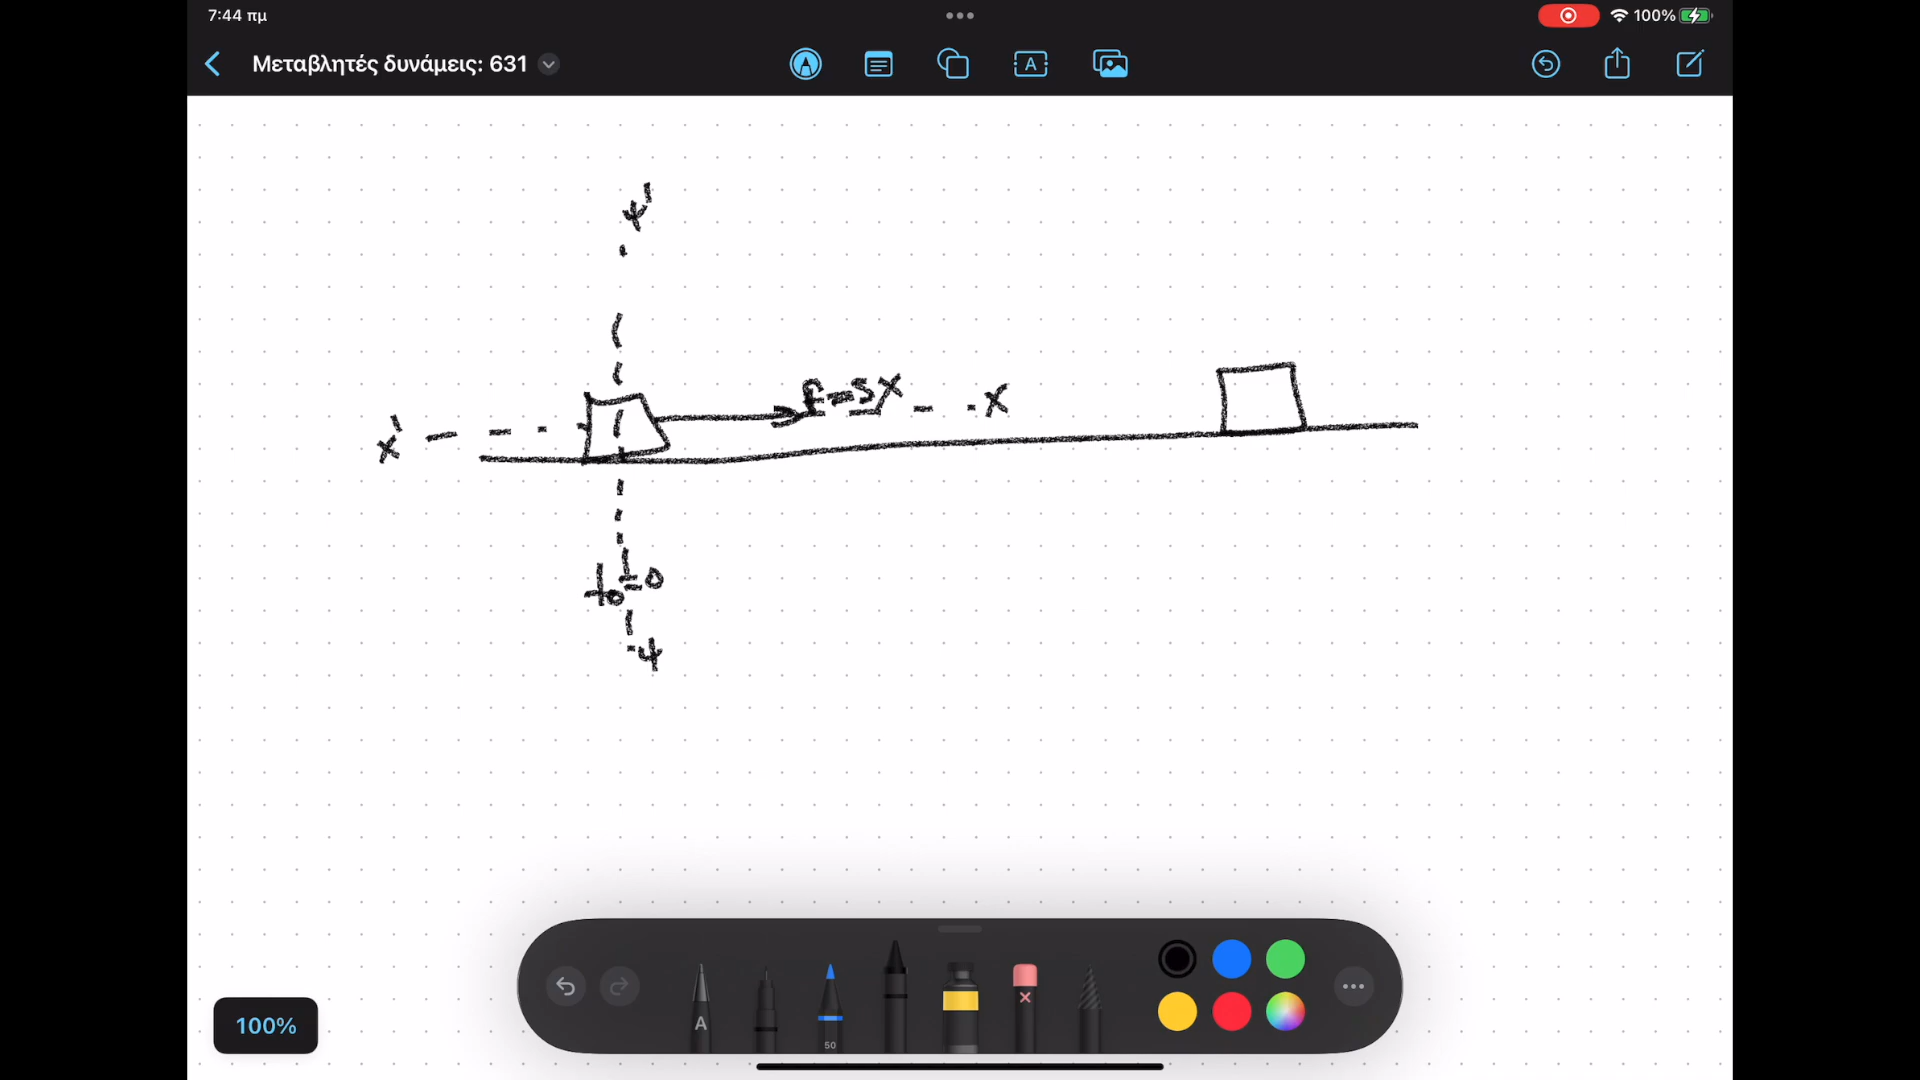 7:44 πμ
100%
Μεταβλητές δυνάμεις: 631
A
ψ'
F=5x
x
x'
t₀=0
ψ
A
50
100%